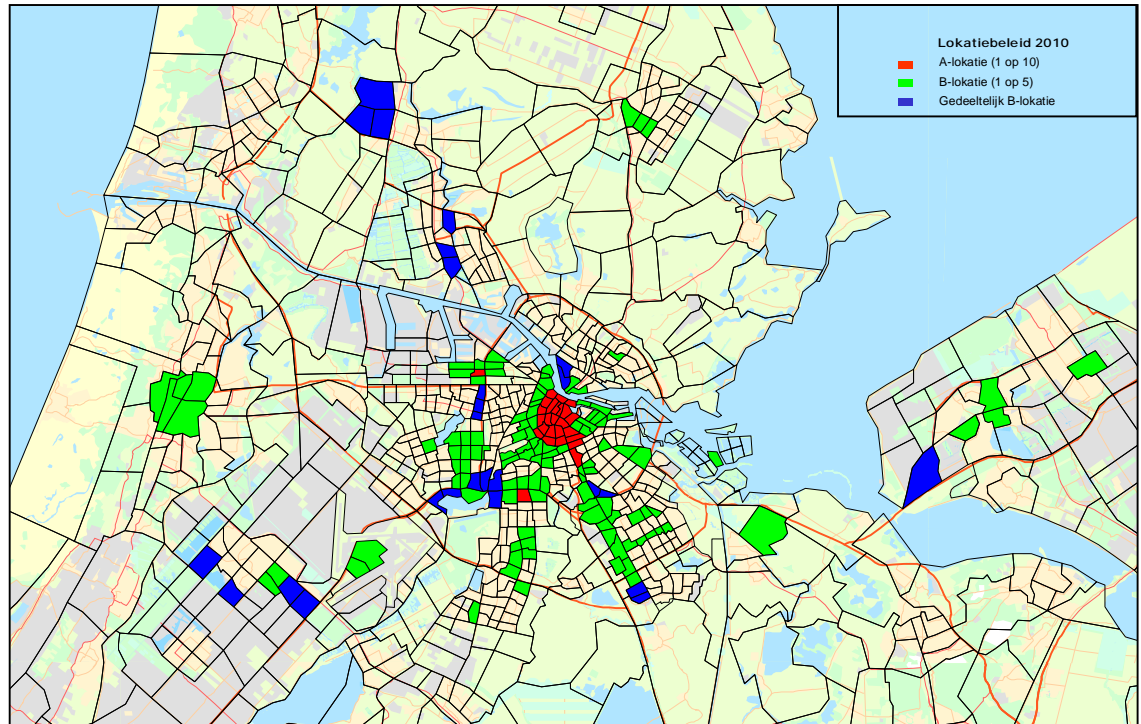 Lokatiebeleid 2010
A-lokatie (1 op 10)
B-lokatie (1 op 5)
Gedeeltelijk B-lokatie